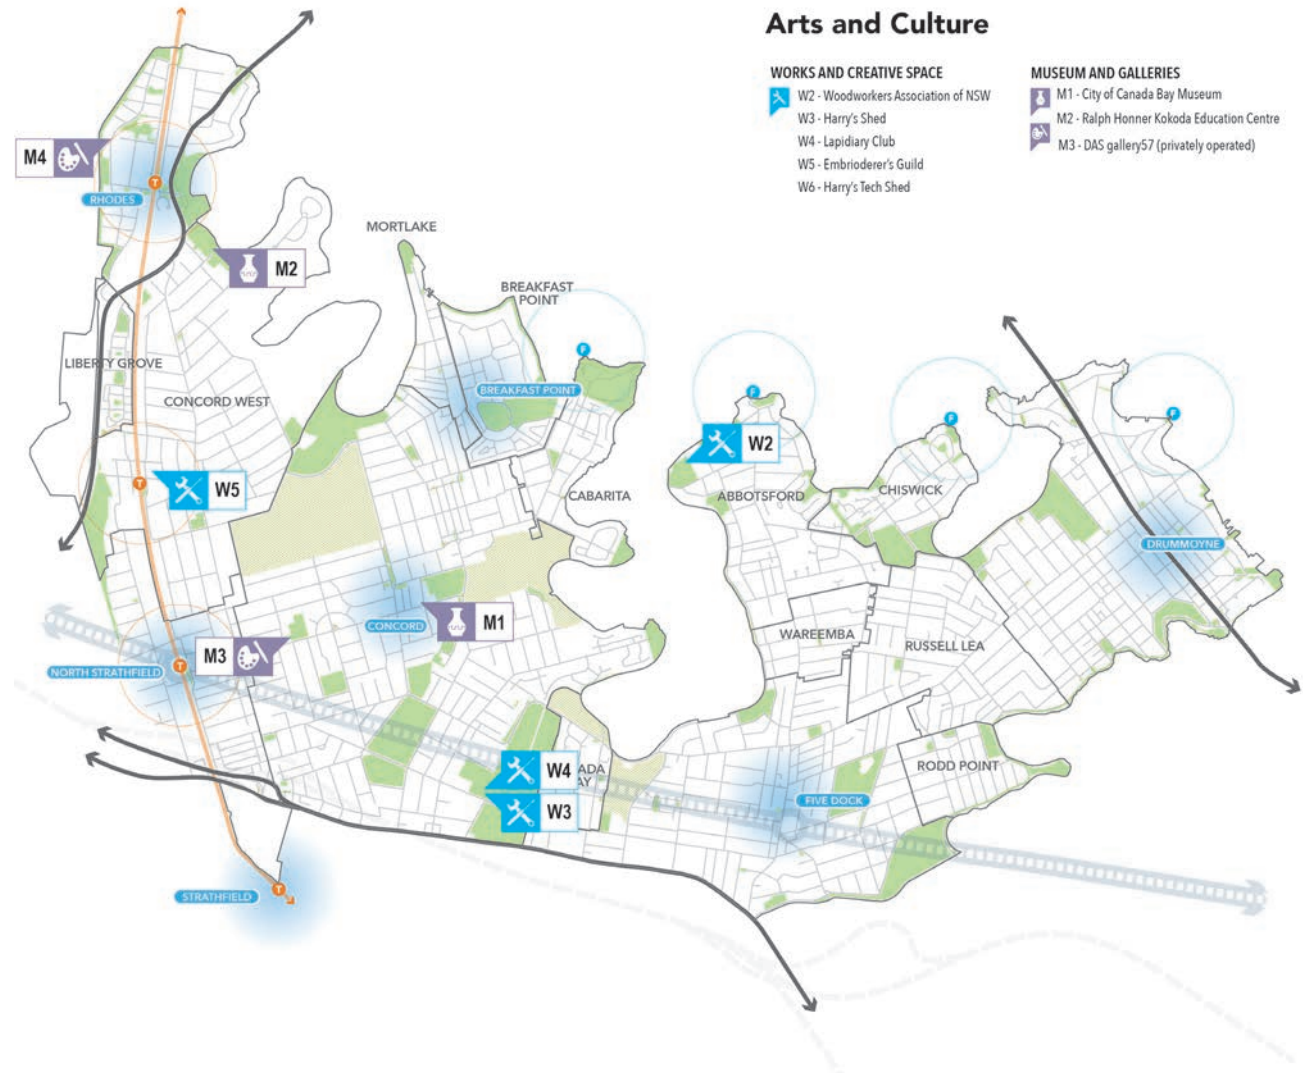 Arts and Culture
WORKS AND CREATIVE SPACE
W2 - Woodworkers Association of NSW
W3 - Harry's Shed
W4 - Lapidiary Club
W5 - Embrioderer's Guild
W6 - Harry's Tech Shed
MUSEUM AND GALLERIES
M1 - City of Canada Bay Museum
M2 - Ralph Honner Kokoda Education Centre
M3 - DAS gallery57 (privately operated)
M4
T
RHODES
M2
MORTLAKE
BREAKFAST
POINT
F
LIBERTY GROVE
CONCORD WEST
BREAKFAST POINT
F
F
F
W2
T
W5
CABARITA
ABBOTSFORD
CHISWICK
DRUMMOYNE
CONCORD
M1
WAREEMBA
RUSSELL LEA
M3
NORTH STRATHFIELD
T
W4
ADA
AY
W3
RODD POINT
FIVE DOCK
STRATHFIELD
T